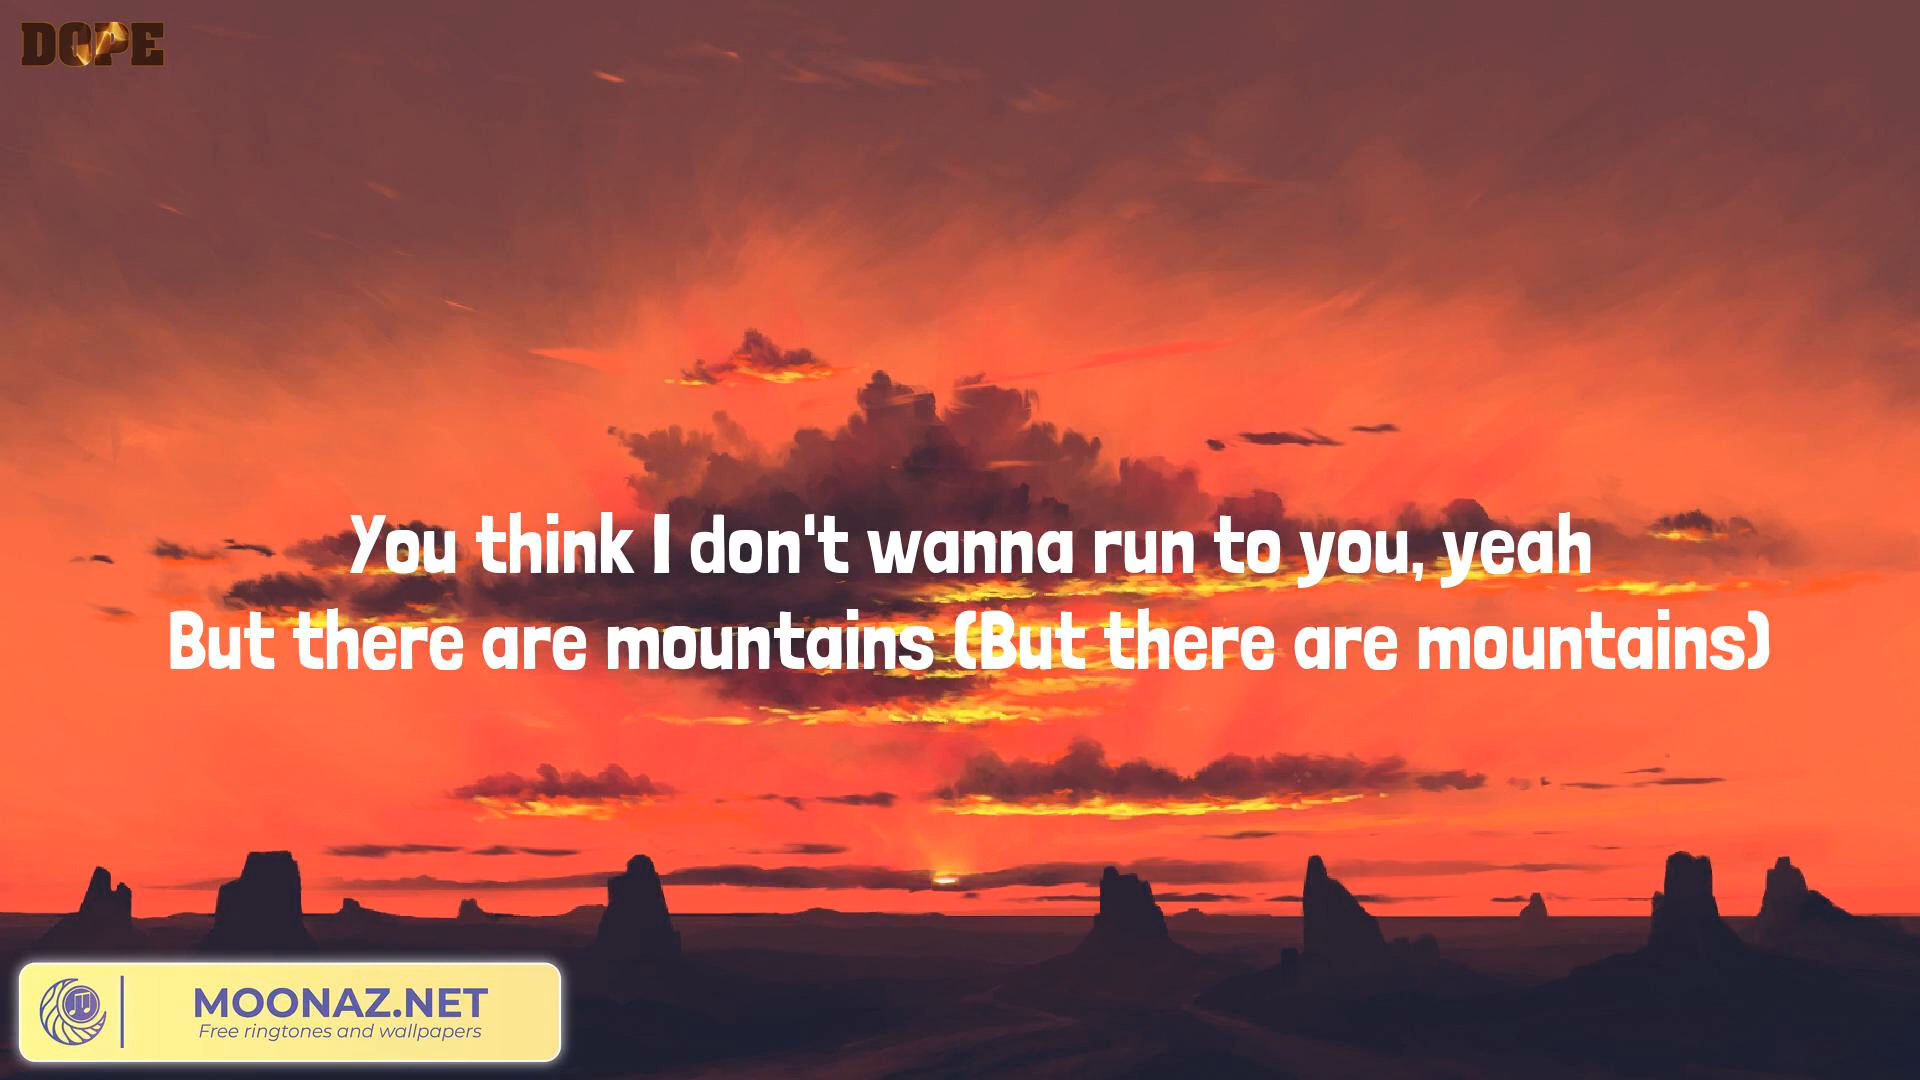 DOPE
You think I don't wanna run to you, yeah
But there are mountains (But there are mountains)
MOONAZ.NET
Free ringtones and wallpapers